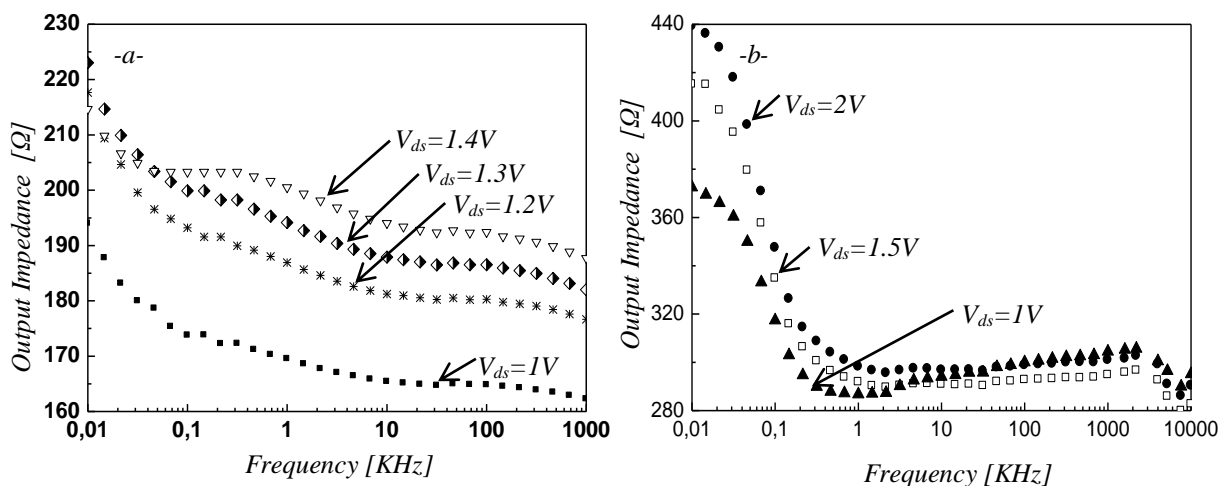 -a-
Output Impedance [Ω]
230
220
210
200
190
180
170
160
V_ds=1.4V
V_ds=1.3V
V_ds=1.2V
V_ds=1V
0,01 0,1 1 10 100 1000
Frequency [KHz]
-b-
Output Impedance [Ω]
440
400
360
320
280
V_ds=2V
V_ds=1.5V
V_ds=1V
0,01 0,1 1 10 100 1000 10000
Frequency [KHz]